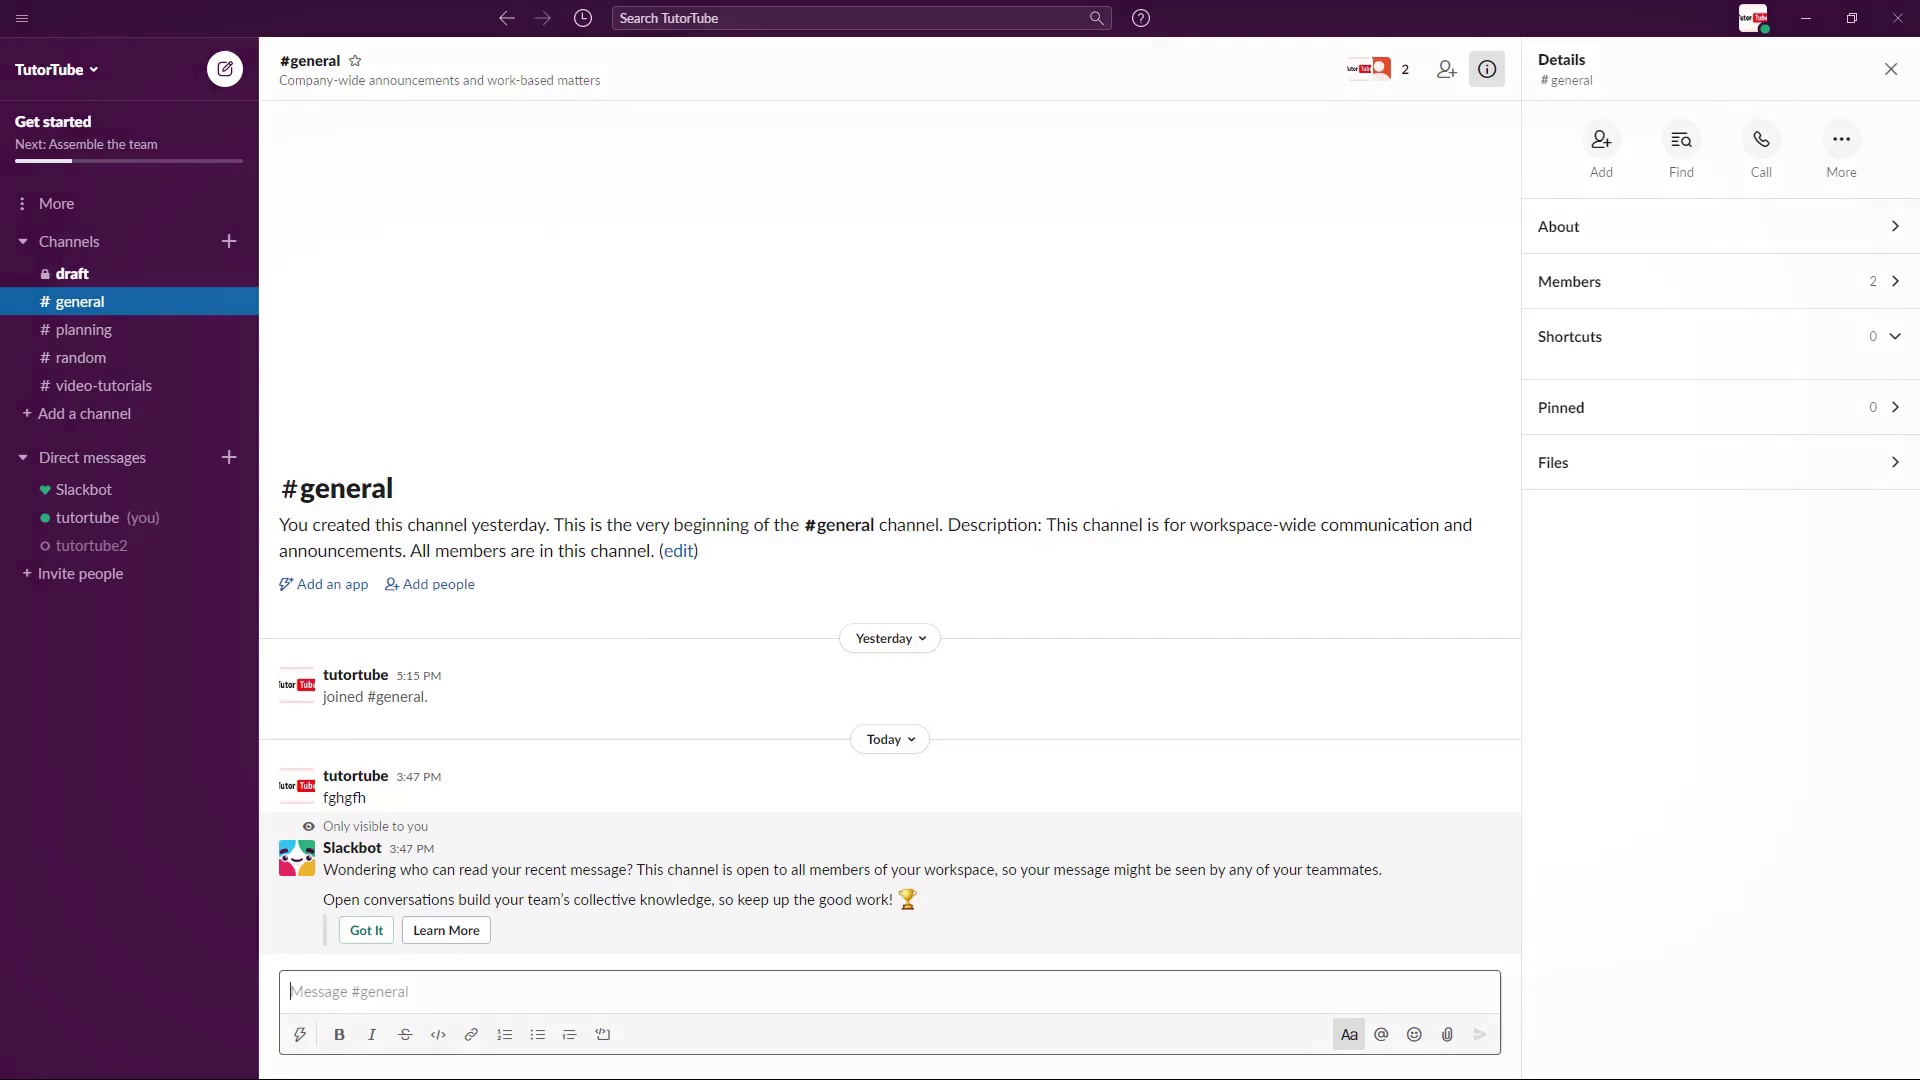 Search TutorTube
TutorTube
Get started
Next: Assemble the team
More
Channels
draft
# general
# planning
# random
# video-tutorials
+ Add a channel
Direct messages
Slackbot
tutortube (you)
tutortube2
+ Invite people
#general
Company-wide announcements and work-based matters
2
#general
You created this channel yesterday. This is the very beginning of the #general channel. Description: This channel is for workspace-wide communication and
announcements. All members are in this channel. (edit)
Add an app Add people
Yesterday
tutortube 5:15 PM
joined #general.
Today
tutortube 3:47 PM
fghgfh
Only visible to you
Slackbot 3:47 PM
Wondering who can read your recent message? This channel is open to all members of your workspace, so your message might be seen by any of your teammates.
Open conversations build your team’s collective knowledge, so keep up the good work!
Got It Learn More
Message #general
B I S Aa @
Details
# general
Add Find Call More
About
Members 2
Shortcuts 0
Pinned 0
Files